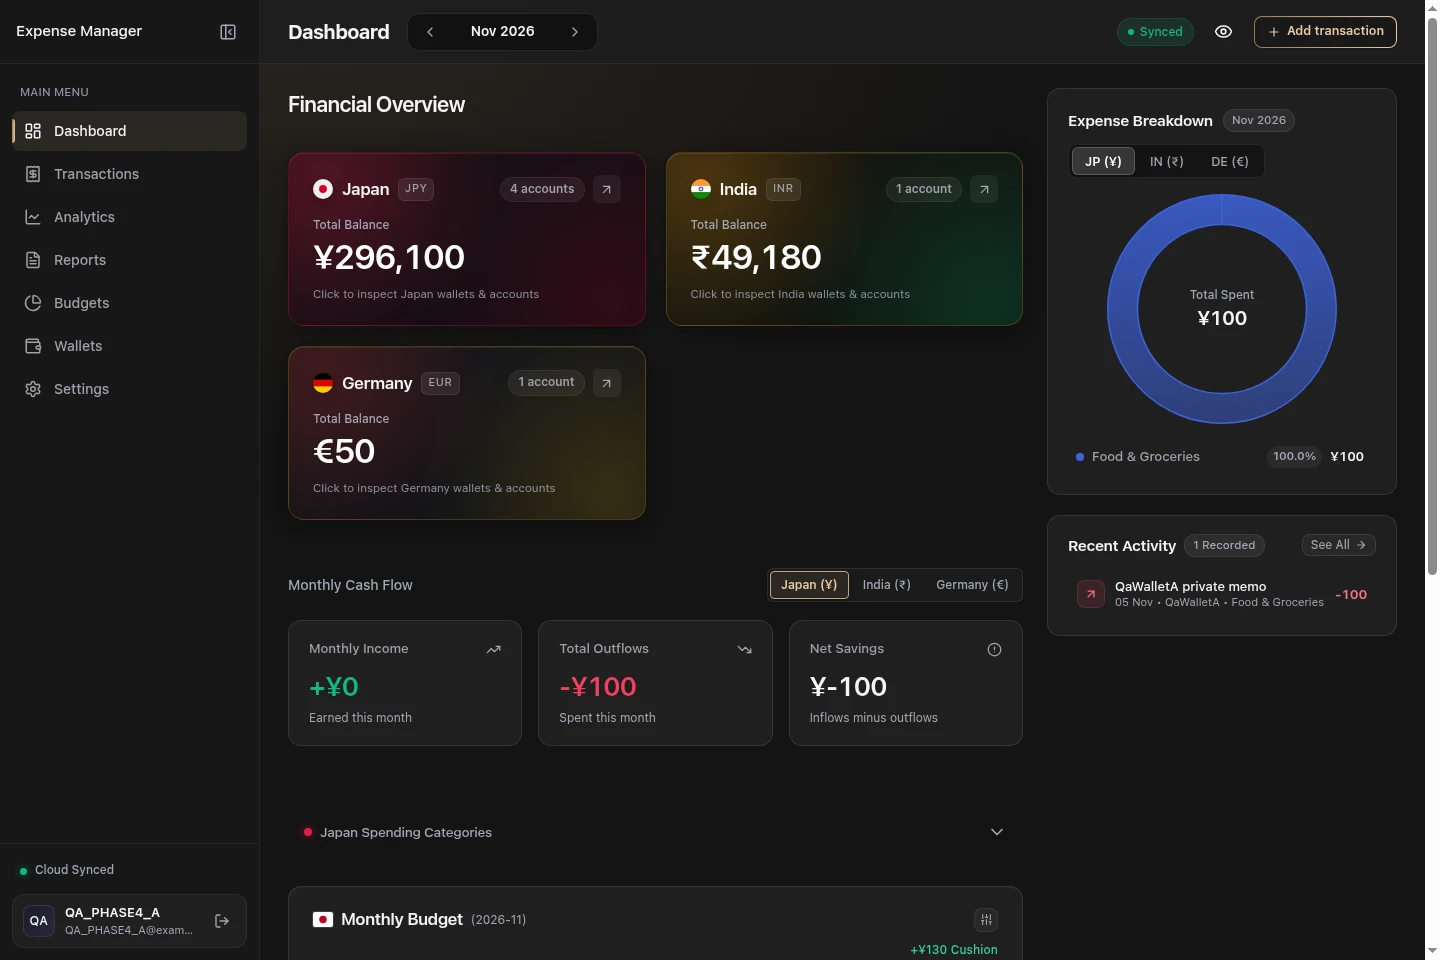 Expense Manager
MAIN MENU
Dashboard
Transactions
Analytics
Reports
Budgets
Wallets
Settings
Cloud Synced
QA
QA_PHASE4_A
QA_PHASE4_A@exam...
Dashboard
Nov 2026
Synced
Add transaction
Financial Overview
Japan JPY 4 accounts
Total Balance
¥296,100
Click to inspect Japan wallets & accounts
India INR 1 account
Total Balance
₹49,180
Click to inspect India wallets & accounts
Germany EUR 1 account
Total Balance
€50
Click to inspect Germany wallets & accounts
Monthly Cash Flow
Japan (¥) India (₹) Germany (€)
Monthly Income
+¥0
Earned this month
Total Outflows
-¥100
Spent this month
Net Savings
¥-100
Inflows minus outflows
Japan Spending Categories
Monthly Budget (2026-11)
+¥130 Cushion
Expense Breakdown Nov 2026
JP (¥) IN (₹) DE (€)
Total Spent
¥100
Food & Groceries 100.0% ¥100
Recent Activity 1 Recorded See All
QaWalletA private memo
05 Nov • QaWalletA • Food & Groceries
-100